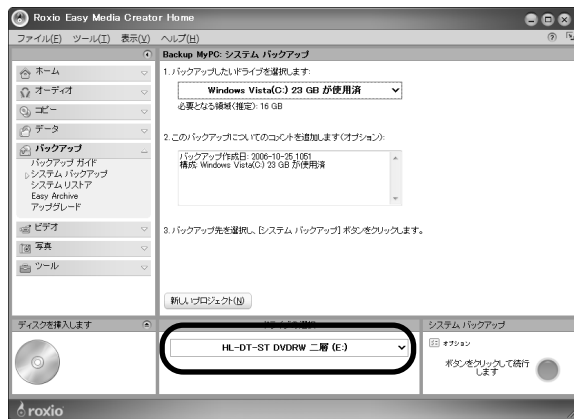 Roxio Easy Media Creator Home
ファイル(F) ツール(T) 表示(V) ヘルプ(H)
Backup MyPC: システム バックアップ
ホーム
オーディオ
コピー
データ
バックアップ
バックアップ ガイド
システム バックアップ
システム リストア
Easy Archive
アップグレード
ビデオ
写真
ツール
1. バックアップしたいドライブを選択します:
Windows Vista(C:) 23 GB が使用済
必要となる領域(推定): 16 GB
2. このバックアップについてのコメントを追加します(オプション):
バックアップ作成日: 2006-10-25 1051
構成: Windows Vista(C:) 23 GB が使用済
3. バックアップ先を選択し、[システム バックアップ] ボタンをクリックします。
新しいプロジェクト(N)
ディスクを挿入します
HL-DT-ST DVDRW 二層 (E:)
システム バックアップ
オプション
ボタンをクリックして続行
します
roxio